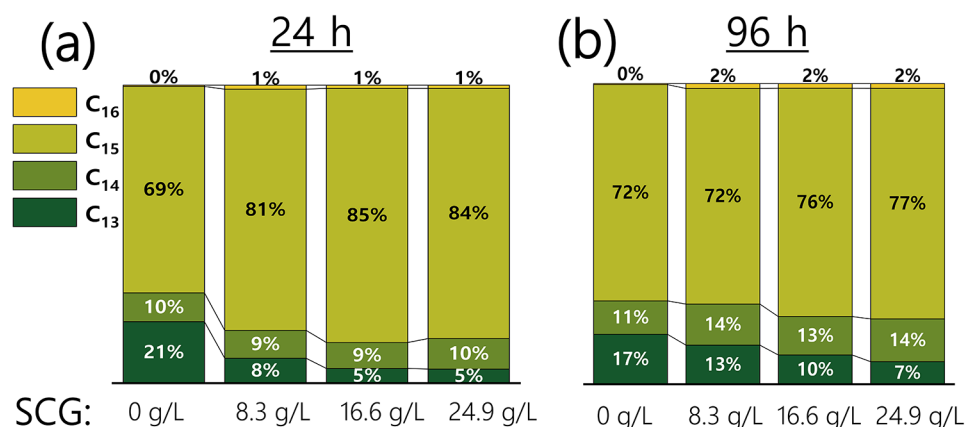 (a)
24 h
(b)
96 h
C₁₆
C₁₅
C₁₄
C₁₃
0% 1% 1% 1%
69% 81% 85% 84%
10% 9% 9% 10%
21% 8% 5% 5%
0% 2% 2% 2%
72% 72% 76% 77%
11% 14% 13% 14%
17% 13% 10% 7%
SCG: 0 g/L 8.3 g/L 16.6 g/L 24.9 g/L 0 g/L 8.3 g/L 16.6 g/L 24.9 g/L